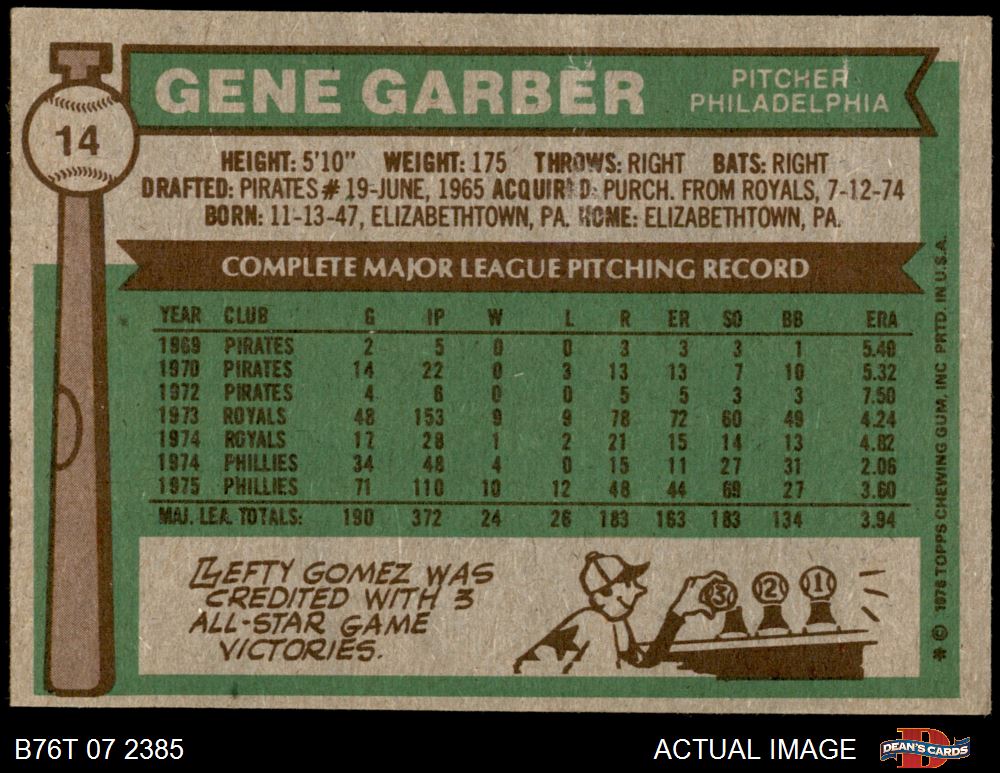 14
GENE GARBER
PITCHER
PHILADELPHIA
HEIGHT: 5'10" WEIGHT: 175 THROWS: RIGHT BATS: RIGHT
DRAFTED: PIRATES # 19-JUNE, 1965 ACQUIRED: PURCH. FROM ROYALS, 7-12-74
BORN: 11-13-47, ELIZABETHTOWN, PA. HOME: ELIZABETHTOWN, PA.
COMPLETE MAJOR LEAGUE PITCHING RECORD
YEAR CLUB G IP W L R ER SO BB ERA
1969 PIRATES 2 5 0 0 3 3 3 1 5.40
1970 PIRATES 14 22 0 3 13 13 7 10 5.32
1972 PIRATES 4 6 0 0 5 5 3 3 7.50
1973 ROYALS 48 153 9 9 78 72 60 49 4.24
1974 ROYALS 17 28 1 2 21 15 14 13 4.82
1974 PHILLIES 34 48 4 0 15 11 27 31 2.06
1975 PHILLIES 71 110 10 12 48 44 69 27 3.60
MAJ. LEA. TOTALS: 190 372 24 26 183 163 183 134 3.94
LEFTY GOMEZ WAS
CREDITED WITH 3
ALL-STAR GAME
VICTORIES.
3 2 1
* © 1976 TOPPS CHEWING GUM, INC PRTD. IN U.S.A.
B76T 07 2385
ACTUAL IMAGE
DEAN'S CARDS